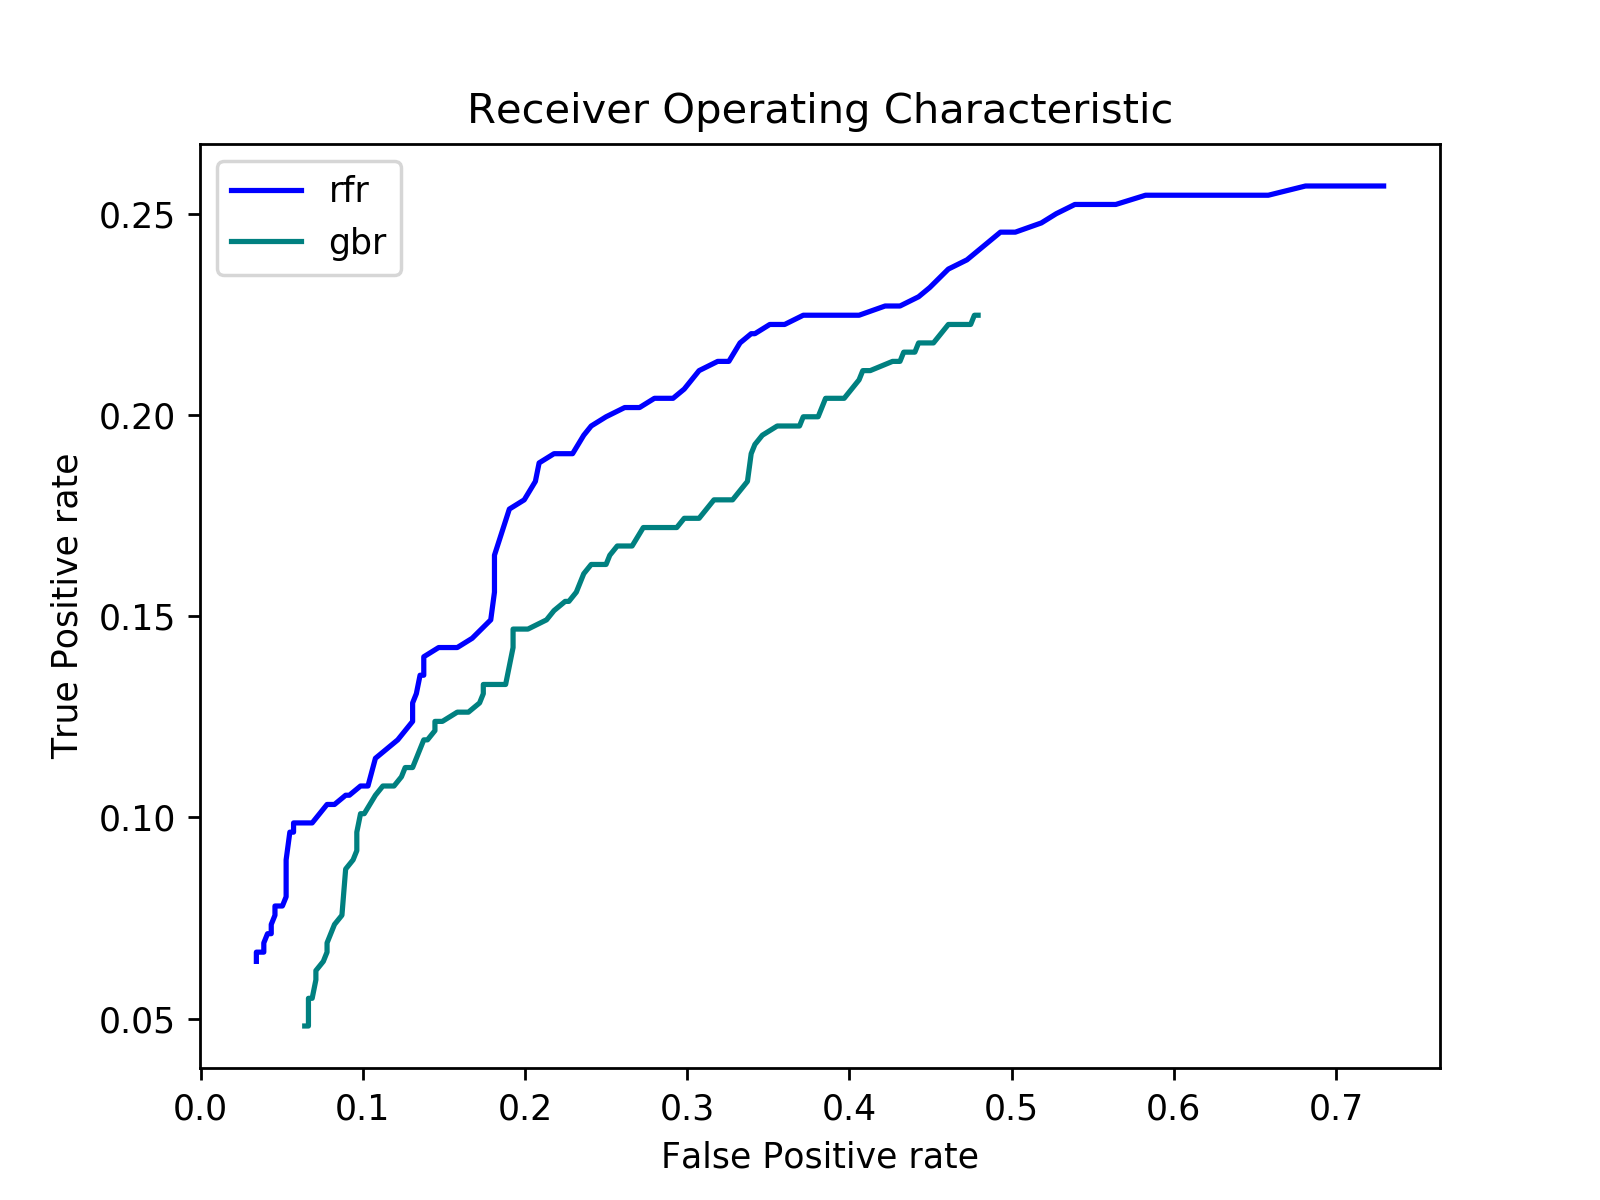 Receiver Operating Characteristic
rfr
gbr
0.25
0.20
0.15
0.10
0.05
True Positive rate
0.0 0.1 0.2 0.3 0.4 0.5 0.6 0.7
False Positive rate